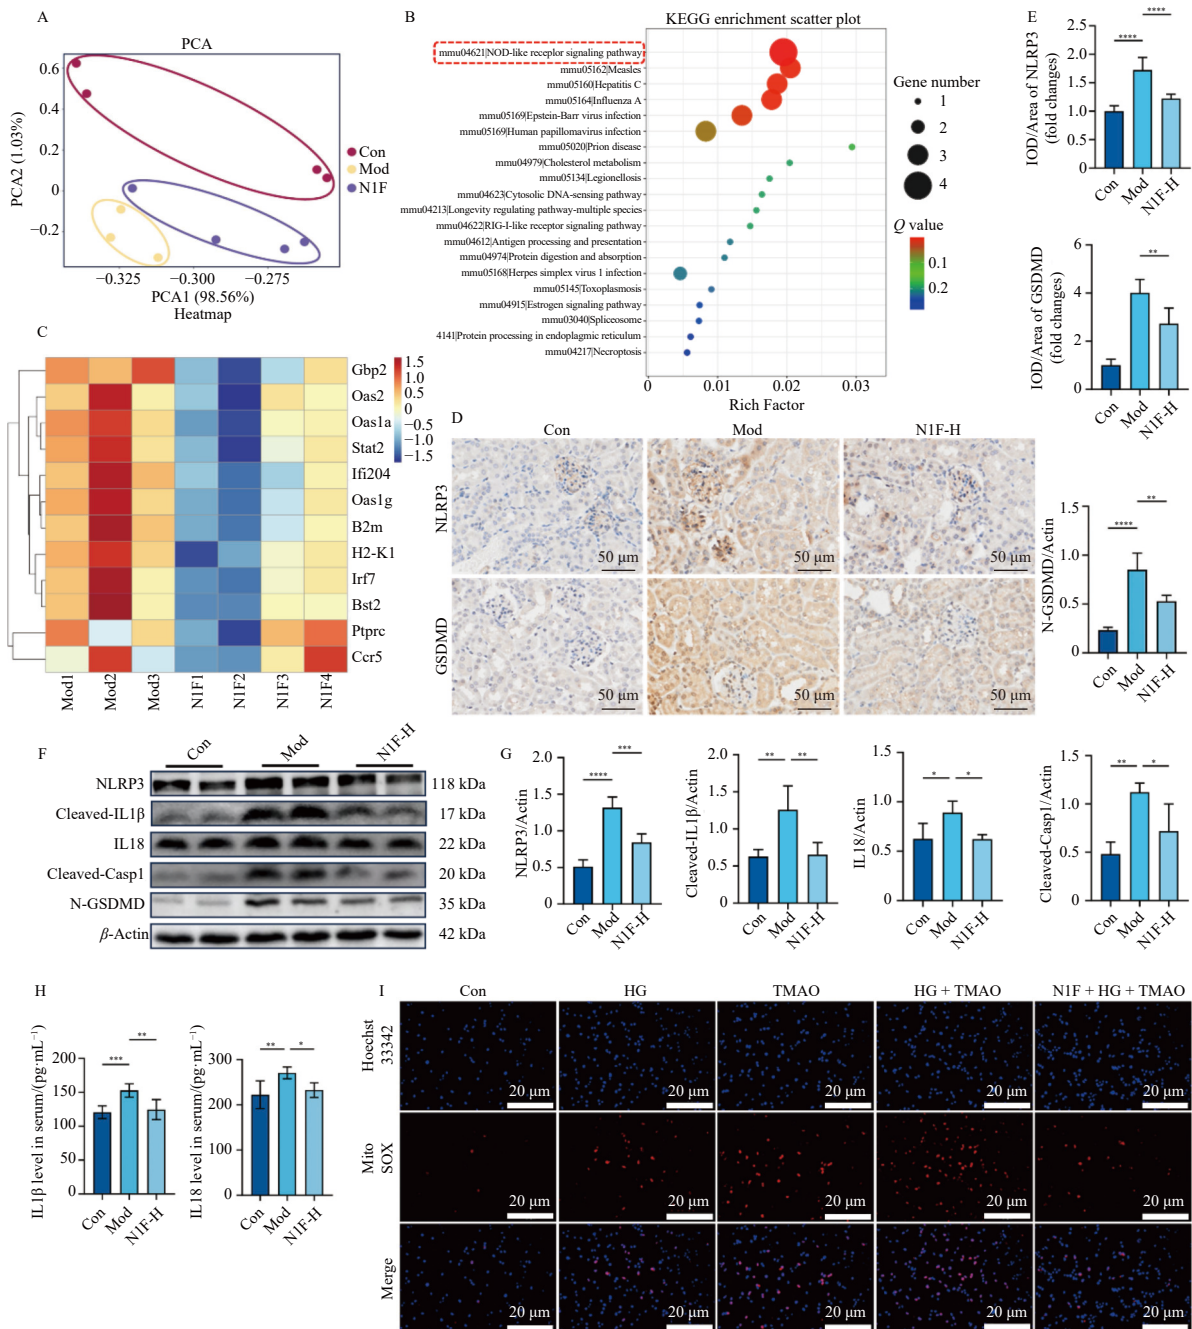 A
PCA
PCA2 (1.03%)
0.6
0.4
0.2
0
−0.2
−0.325
−0.300
−0.275
PCA1 (98.56%)
Con
Mod
N1F
B
KEGG enrichment scatter plot
mmu04621|NOD-like receptor signaling pathway
mmu05162|Measles
mmu05160|Hepatitis C
mmu05164|Influenza A
mmu05169|Epstein-Barr virus infection
mmu05169|Human papillomavirus infection
mmu05020|Prion disease
mmu04979|Cholesterol metabolism
mmu05134|Legionellosis
mmu04623|Cytosolic DNA-sensing pathway
mmu04213|Longevity regulating pathway-multiple species
mmu04622|RIG-I-like receptor signaling pathway
mmu04612|Antigen processing and presentation
mmu04974|Protein digestion and absorption
mmu05168|Herpes simplex virus 1 infection
mmu05145|Toxoplasmosis
mmu04915|Estrogen signaling pathway
mmu03040|Spliceosome
4141|Protein processing in endoplagmic reticulum
mmu04217|Necroptosis
0
0.01
0.02
0.03
Rich Factor
Gene number
1
2
3
4
Q value
0.1
0.2
C
Heatmap
Gbp2
Oas2
Oas1a
Stat2
Ifi204
Oas1g
B2m
H2-K1
Irf7
Bst2
Ptprc
Ccr5
1.5
1.0
0.5
0
−0.5
−1.0
−1.5
Mod1
Mod2
Mod3
N1F1
N1F2
N1F3
N1F4
D
Con
Mod
N1F-H
NLRP3
50 μm
50 μm
50 μm
GSDMD
50 μm
50 μm
50 μm
E
IOD/Area of NLRP3
(fold changes)
2.5
2.0
1.5
1.0
0.5
0
****
****
Con
Mod
N1F-H
IOD/Area of GSDMD
(fold changes)
6
4
2
0
**
Con
Mod
N1F-H
N-GSDMD/Actin
1.5
1.0
0.5
0
****
**
Con
Mod
N1F-H
F
Con
Mod
N1F-H
NLRP3
118 kDa
Cleaved-IL1β
17 kDa
IL18
22 kDa
Cleaved-Casp1
20 kDa
N-GSDMD
35 kDa
β-Actin
42 kDa
G
NLRP3/Actin
2.0
1.5
1.0
0.5
0
****
***
Con
Mod
N1F-H
Cleaved-IL1β/Actin
2.0
1.5
1.0
0.5
0
**
**
Con
Mod
N1F-H
IL18/Actin
1.5
1.0
0.5
0
*
*
Con
Mod
N1F-H
Cleaved-Casp1/Actin
1.5
1.0
0.5
0
**
*
Con
Mod
N1F-H
H
IL1β level in serum/(pg·mL⁻¹)
200
150
100
50
0
***
**
Con
Mod
N1F-H
IL18 level in serum/(pg·mL⁻¹)
300
200
100
0
**
*
Con
Mod
N1F-H
I
Con
HG
TMAO
HG + TMAO
N1F + HG + TMAO
Hoechst
33342
20 μm
20 μm
20 μm
20 μm
20 μm
Mito
SOX
20 μm
20 μm
20 μm
20 μm
20 μm
Merge
20 μm
20 μm
20 μm
20 μm
20 μm